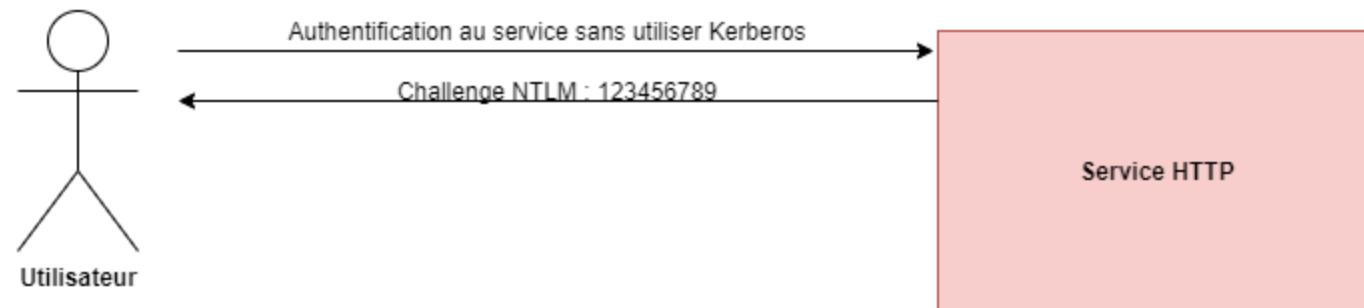 Authentification au service sans utiliser Kerberos
Challenge NTLM : 123456789
Service HTTP
Utilisateur